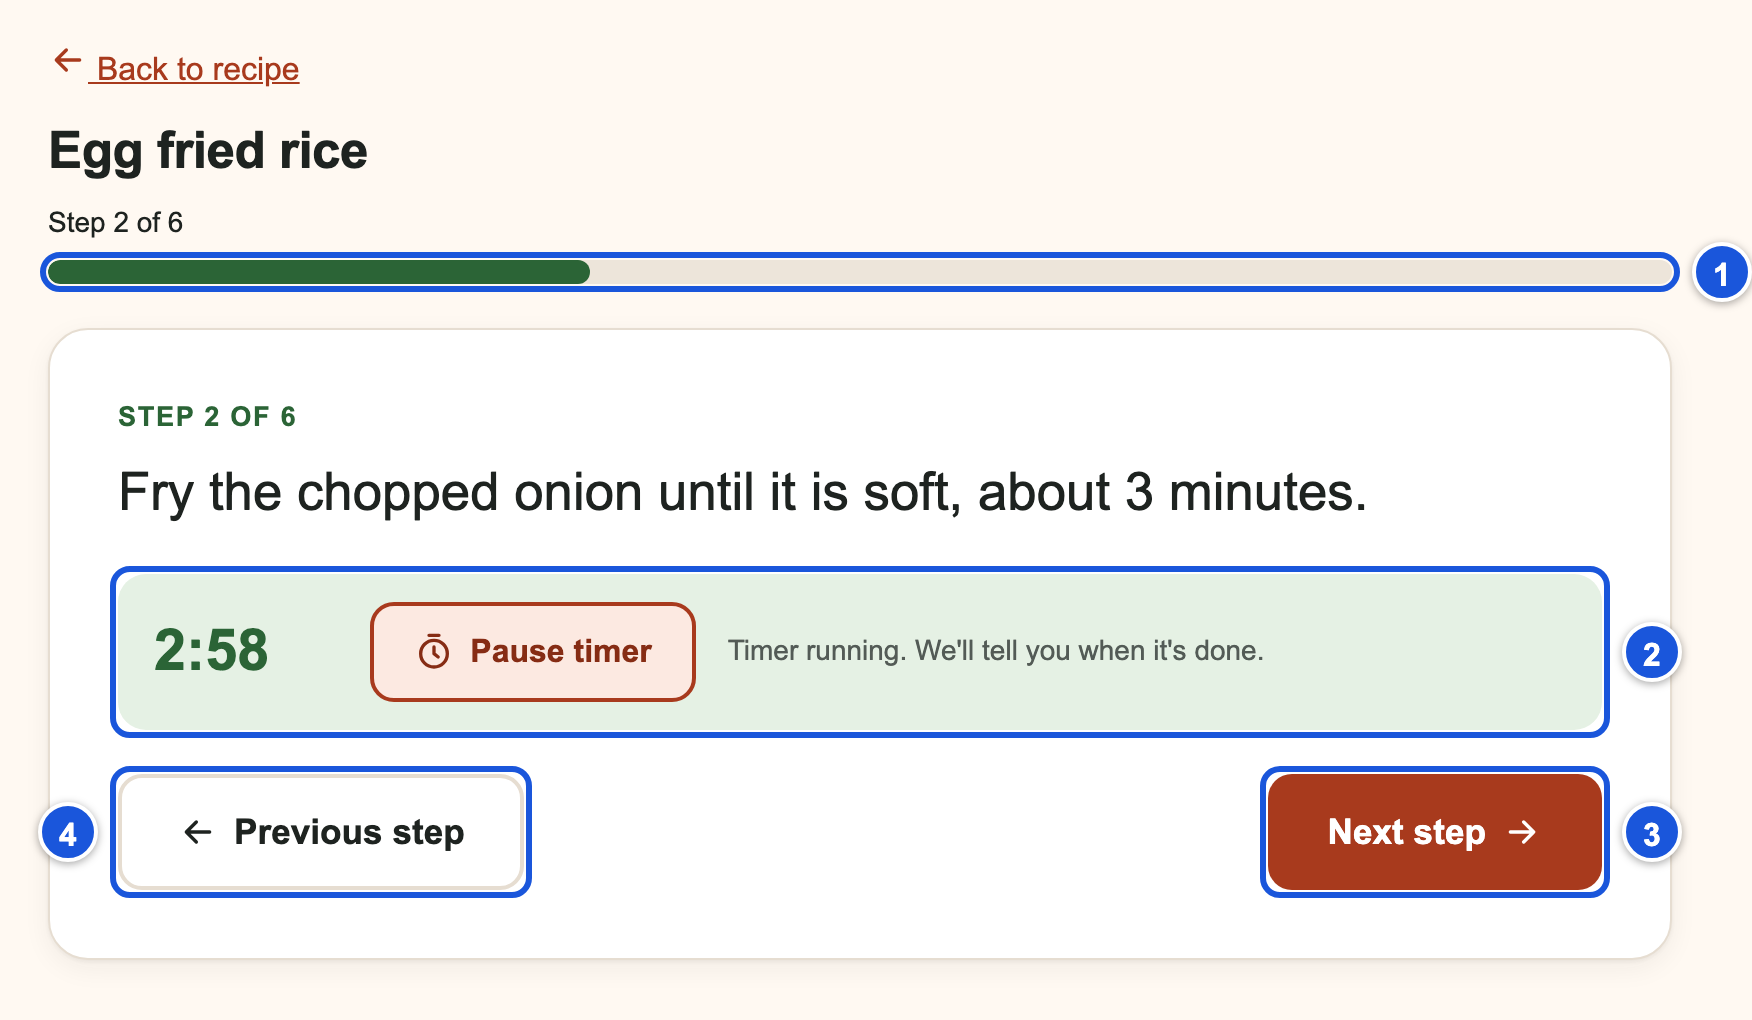 Back to recipe
Egg fried rice
Step 2 of 6
1
STEP 2 OF 6
Fry the chopped onion until it is soft, about 3 minutes.
2:58 Pause timer Timer running. We'll tell you when it's done. 2
4 Previous step Next step 3